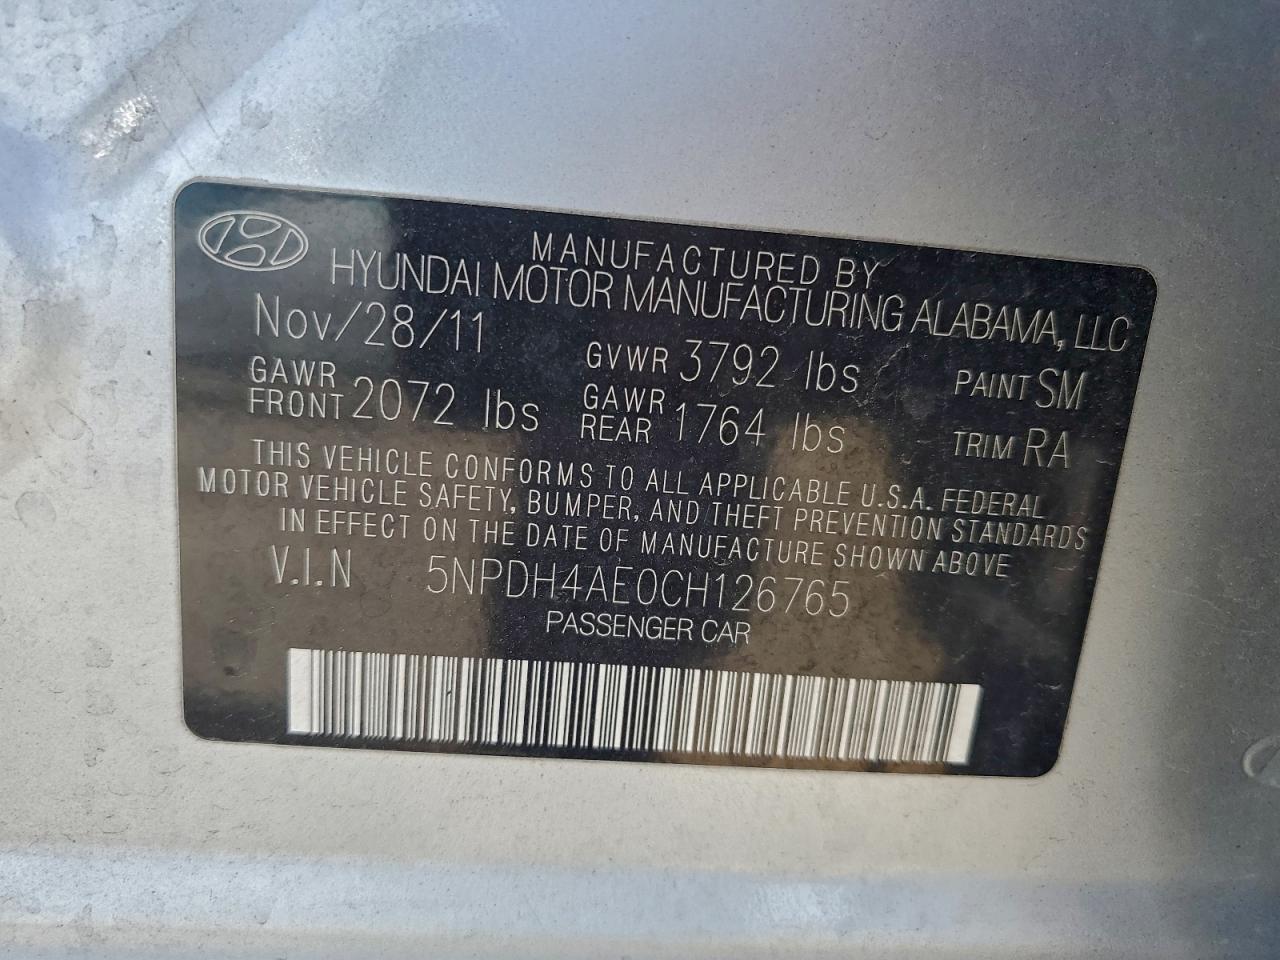 MANUFACTURED BY
HYUNDAI MOTOR MANUFACTURING ALABAMA, LLC
Nov/28/11 GVWR 3792 lbs PAINT SM
GAWR FRONT 2072 lbs GAWR REAR 1764 lbs TRIM RA
THIS VEHICLE CONFORMS TO ALL APPLICABLE U.S.A. FEDERAL
MOTOR VEHICLE SAFETY, BUMPER, AND THEFT PREVENTION STANDARDS
IN EFFECT ON THE DATE OF MANUFACTURE SHOWN ABOVE
V.I.N 5NPDH4AE0CH126765
PASSENGER CAR